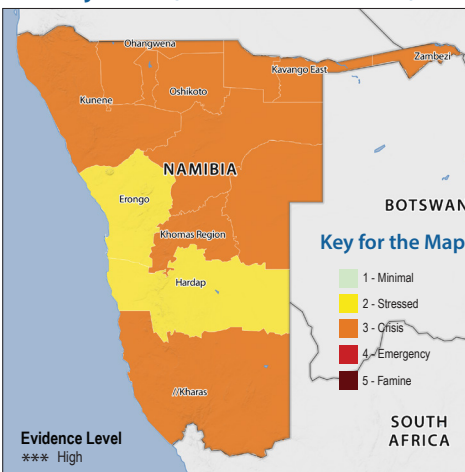 Ohangwena
Zambezi
Kavango East
Oshikoto
Kunene
NAMIBIA
Erongo
BOTSWAN
Khomas Region
Key for the Map
Hardap
1 - Minimal
2 - Stressed
3 - Crisis
4 - Emergency
5 - Famine
//Kharas
SOUTH
AFRICA
Evidence Level
*** High